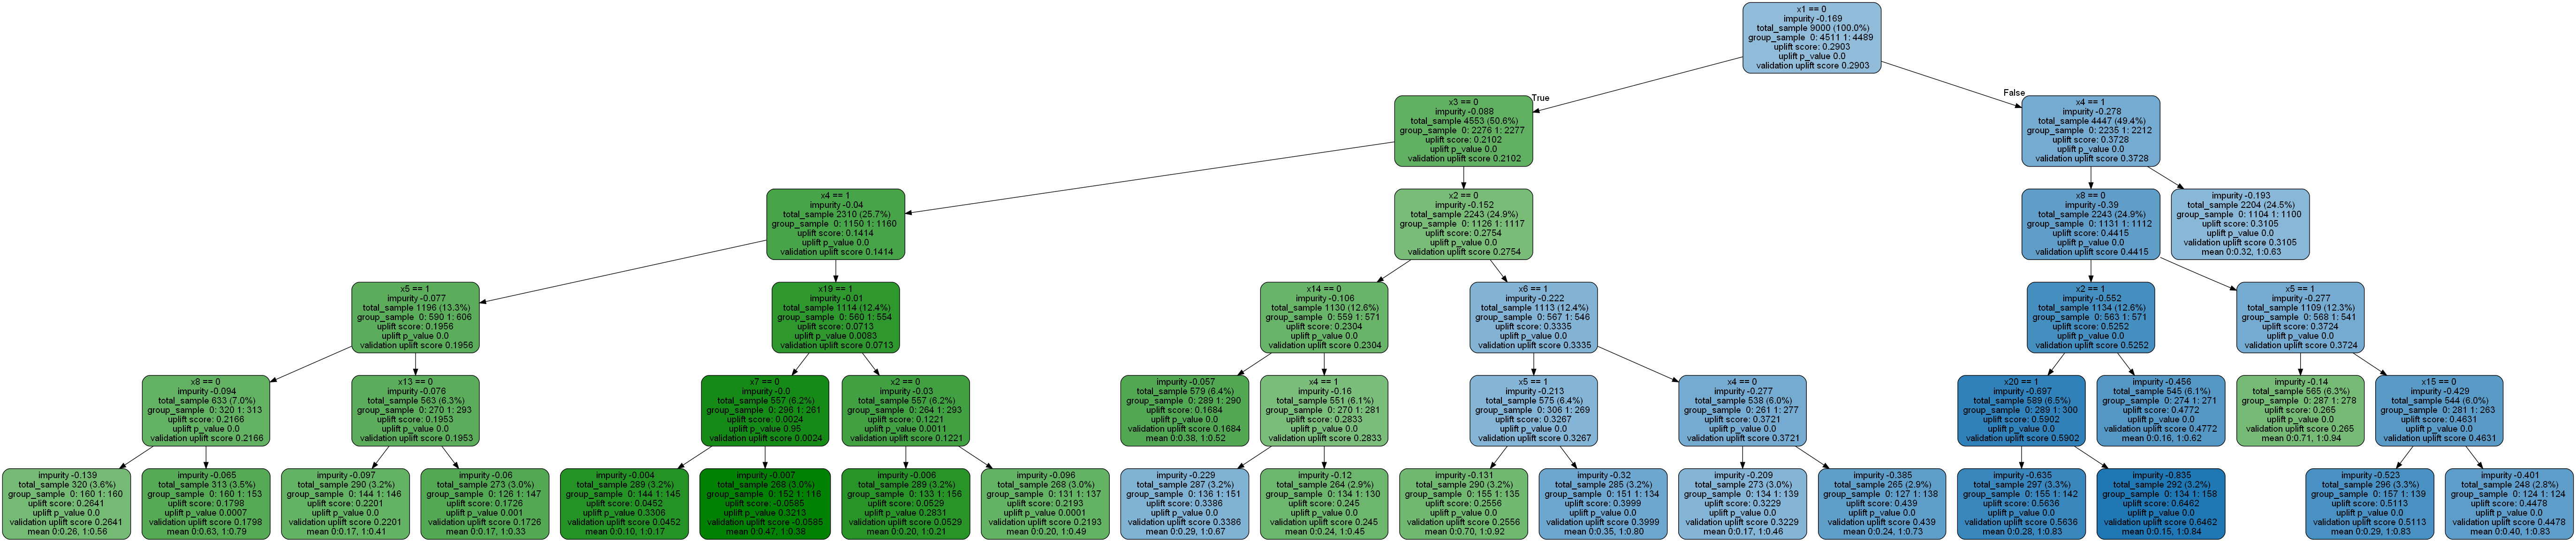 x1 == 0
impurity -0.169
total_sample 9000 (100.0%)
group_sample 0: 4511 1: 4489
uplift score: 0.2903
uplift p_value 0.0
validation uplift score 0.2903
True
False
x3 == 0
impurity -0.088
total_sample 4553 (50.6%)
group_sample 0: 2276 1: 2277
uplift score: 0.2102
uplift p_value 0.0
validation uplift score 0.2102
x4 == 1
impurity -0.278
total_sample 4447 (49.4%)
group_sample 0: 2235 1: 2212
uplift score: 0.3728
uplift p_value 0.0
validation uplift score 0.3728
x4 == 1
impurity -0.04
total_sample 2310 (25.7%)
group_sample 0: 1150 1: 1160
uplift score: 0.1414
uplift p_value 0.0
validation uplift score 0.1414
x2 == 0
impurity -0.152
total_sample 2243 (24.9%)
group_sample 0: 1126 1: 1117
uplift score: 0.2754
uplift p_value 0.0
validation uplift score 0.2754
x8 == 0
impurity -0.39
total_sample 2243 (24.9%)
group_sample 0: 1131 1: 1112
uplift score: 0.4415
uplift p_value 0.0
validation uplift score 0.4415
impurity -0.193
total_sample 2204 (24.5%)
group_sample 0: 1104 1: 1100
uplift score: 0.3105
uplift p_value 0.0
validation uplift score 0.3105
mean 0:0.32, 1:0.63
x5 == 1
impurity -0.077
total_sample 1196 (13.3%)
group_sample 0: 590 1: 606
uplift score: 0.1956
uplift p_value 0.0
validation uplift score 0.1956
x19 == 1
impurity -0.01
total_sample 1114 (12.4%)
group_sample 0: 560 1: 554
uplift score: 0.0713
uplift p_value 0.0083
validation uplift score 0.0713
x14 == 0
impurity -0.106
total_sample 1130 (12.6%)
group_sample 0: 559 1: 571
uplift score: 0.2304
uplift p_value 0.0
validation uplift score 0.2304
x6 == 1
impurity -0.222
total_sample 1113 (12.4%)
group_sample 0: 567 1: 546
uplift score: 0.3335
uplift p_value 0.0
validation uplift score 0.3335
x2 == 1
impurity -0.552
total_sample 1134 (12.6%)
group_sample 0: 563 1: 571
uplift score: 0.5252
uplift p_value 0.0
validation uplift score 0.5252
x5 == 1
impurity -0.277
total_sample 1109 (12.3%)
group_sample 0: 568 1: 541
uplift score: 0.3724
uplift p_value 0.0
validation uplift score 0.3724
x8 == 0
impurity -0.094
total_sample 633 (7.0%)
group_sample 0: 320 1: 313
uplift score: 0.2166
uplift p_value 0.0
validation uplift score 0.2166
x13 == 0
impurity -0.076
total_sample 563 (6.3%)
group_sample 0: 270 1: 293
uplift score: 0.1953
uplift p_value 0.0
validation uplift score 0.1953
x7 == 0
impurity -0.0
total_sample 557 (6.2%)
group_sample 0: 296 1: 261
uplift score: 0.0024
uplift p_value 0.95
validation uplift score 0.0024
x2 == 0
impurity -0.03
total_sample 557 (6.2%)
group_sample 0: 264 1: 293
uplift score: 0.1221
uplift p_value 0.0011
validation uplift score 0.1221
impurity -0.057
total_sample 579 (6.4%)
group_sample 0: 289 1: 290
uplift score: 0.1684
uplift p_value 0.0
validation uplift score 0.1684
mean 0:0.38, 1:0.52
x4 == 1
impurity -0.16
total_sample 551 (6.1%)
group_sample 0: 270 1: 281
uplift score: 0.2833
uplift p_value 0.0
validation uplift score 0.2833
x5 == 1
impurity -0.213
total_sample 575 (6.4%)
group_sample 0: 306 1: 269
uplift score: 0.3267
uplift p_value 0.0
validation uplift score 0.3267
x4 == 0
impurity -0.277
total_sample 538 (6.0%)
group_sample 0: 261 1: 277
uplift score: 0.3721
uplift p_value 0.0
validation uplift score 0.3721
x20 == 1
impurity -0.697
total_sample 589 (6.5%)
group_sample 0: 289 1: 300
uplift score: 0.5902
uplift p_value 0.0
validation uplift score 0.5902
impurity -0.456
total_sample 545 (6.1%)
group_sample 0: 274 1: 271
uplift score: 0.4772
uplift p_value 0.0
validation uplift score 0.4772
mean 0:0.16, 1:0.62
impurity -0.14
total_sample 565 (6.3%)
group_sample 0: 287 1: 278
uplift score: 0.265
uplift p_value 0.0
validation uplift score 0.265
mean 0:0.71, 1:0.94
x15 == 0
impurity -0.429
total_sample 544 (6.0%)
group_sample 0: 281 1: 263
uplift score: 0.4631
uplift p_value 0.0
validation uplift score 0.4631
impurity -0.139
total_sample 320 (3.6%)
group_sample 0: 160 1: 160
uplift score: 0.2641
uplift p_value 0.0
validation uplift score 0.2641
mean 0:0.26, 1:0.56
impurity -0.065
total_sample 313 (3.5%)
group_sample 0: 160 1: 153
uplift score: 0.1798
uplift p_value 0.0007
validation uplift score 0.1798
mean 0:0.63, 1:0.79
impurity -0.097
total_sample 290 (3.2%)
group_sample 0: 144 1: 146
uplift score: 0.2201
uplift p_value 0.0
validation uplift score 0.2201
mean 0:0.17, 1:0.41
impurity -0.06
total_sample 273 (3.0%)
group_sample 0: 126 1: 147
uplift score: 0.1726
uplift p_value 0.001
validation uplift score 0.1726
mean 0:0.17, 1:0.33
impurity -0.004
total_sample 289 (3.2%)
group_sample 0: 144 1: 145
uplift score: 0.0452
uplift p_value 0.3306
validation uplift score 0.0452
mean 0:0.10, 1:0.17
impurity -0.007
total_sample 268 (3.0%)
group_sample 0: 152 1: 116
uplift score: -0.0585
uplift p_value 0.3213
validation uplift score -0.0585
mean 0:0.47, 1:0.38
impurity -0.006
total_sample 289 (3.2%)
group_sample 0: 133 1: 156
uplift score: 0.0529
uplift p_value 0.2831
validation uplift score 0.0529
mean 0:0.20, 1:0.21
impurity -0.096
total_sample 268 (3.0%)
group_sample 0: 131 1: 137
uplift score: 0.2193
uplift p_value 0.0001
validation uplift score 0.2193
mean 0:0.20, 1:0.49
impurity -0.229
total_sample 287 (3.2%)
group_sample 0: 136 1: 151
uplift score: 0.3386
uplift p_value 0.0
validation uplift score 0.3386
mean 0:0.29, 1:0.67
impurity -0.12
total_sample 264 (2.9%)
group_sample 0: 134 1: 130
uplift score: 0.245
uplift p_value 0.0
validation uplift score 0.245
mean 0:0.24, 1:0.45
impurity -0.131
total_sample 290 (3.2%)
group_sample 0: 155 1: 135
uplift score: 0.2556
uplift p_value 0.0
validation uplift score 0.2556
mean 0:0.70, 1:0.92
impurity -0.32
total_sample 285 (3.2%)
group_sample 0: 151 1: 134
uplift score: 0.3999
uplift p_value 0.0
validation uplift score 0.3999
mean 0:0.35, 1:0.80
impurity -0.209
total_sample 273 (3.0%)
group_sample 0: 134 1: 139
uplift score: 0.3229
uplift p_value 0.0
validation uplift score 0.3229
mean 0:0.17, 1:0.46
impurity -0.385
total_sample 265 (2.9%)
group_sample 0: 127 1: 138
uplift score: 0.439
uplift p_value 0.0
validation uplift score 0.439
mean 0:0.24, 1:0.73
impurity -0.635
total_sample 297 (3.3%)
group_sample 0: 155 1: 142
uplift score: 0.5636
uplift p_value 0.0
validation uplift score 0.5636
mean 0:0.28, 1:0.83
impurity -0.835
total_sample 292 (3.2%)
group_sample 0: 134 1: 158
uplift score: 0.6462
uplift p_value 0.0
validation uplift score 0.6462
mean 0:0.15, 1:0.84
impurity -0.523
total_sample 296 (3.3%)
group_sample 0: 157 1: 139
uplift score: 0.5113
uplift p_value 0.0
validation uplift score 0.5113
mean 0:0.29, 1:0.83
impurity -0.401
total_sample 248 (2.8%)
group_sample 0: 124 1: 124
uplift score: 0.4478
uplift p_value 0.0
validation uplift score 0.4478
mean 0:0.40, 1:0.83